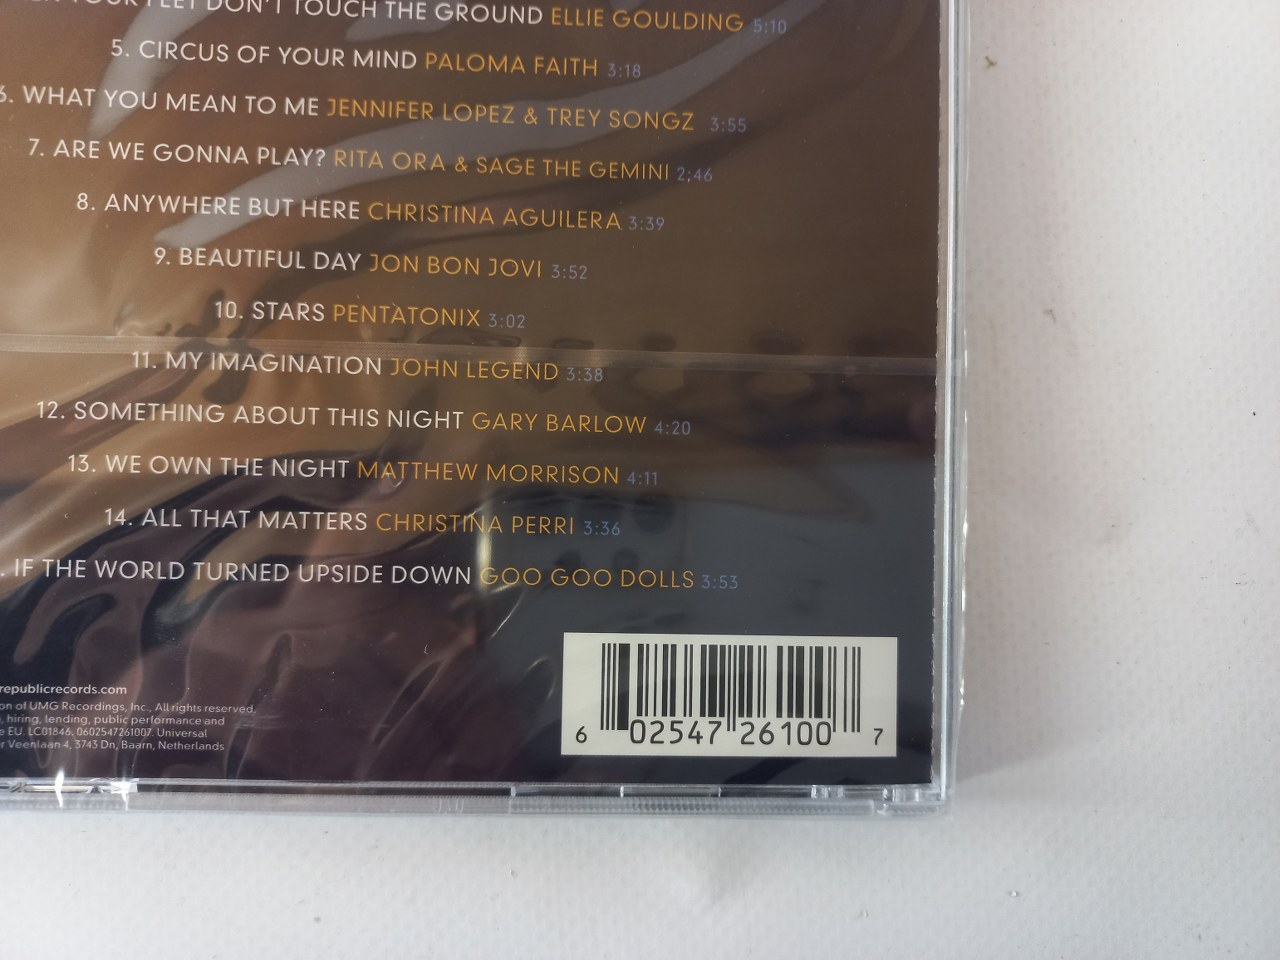 YOUR FEET DON'T TOUCH THE GROUND ELLIE GOULDING 5:10
5. CIRCUS OF YOUR MIND PALOMA FAITH 3:18
6. WHAT YOU MEAN TO ME JENNIFER LOPEZ & TREY SONGZ 3:55
7. ARE WE GONNA PLAY? RITA ORA & SAGE THE GEMINI 2;46
8. ANYWHERE BUT HERE CHRISTINA AGUILERA 3:39
9. BEAUTIFUL DAY JON BON JOVI 3:52
10. STARS PENTATONIX 3:02
11. MY IMAGINATION JOHN LEGEND 3:38
12. SOMETHING ABOUT THIS NIGHT GARY BARLOW 4:20
13. WE OWN THE NIGHT MATTHEW MORRISON 4:11
14. ALL THAT MATTERS CHRISTINA PERRI 3:36
. IF THE WORLD TURNED UPSIDE DOWN GOO GOO DOLLS 3:53
republicrecords.com
on of UMG Recordings, Inc., All rights reserved.
, hiring, lending, public performance and
e EU. LC01846. 0602547261007. Universal
r Veenlaan 4, 3743 Dn, Baarn, Netherlands
6 02547 26100 7